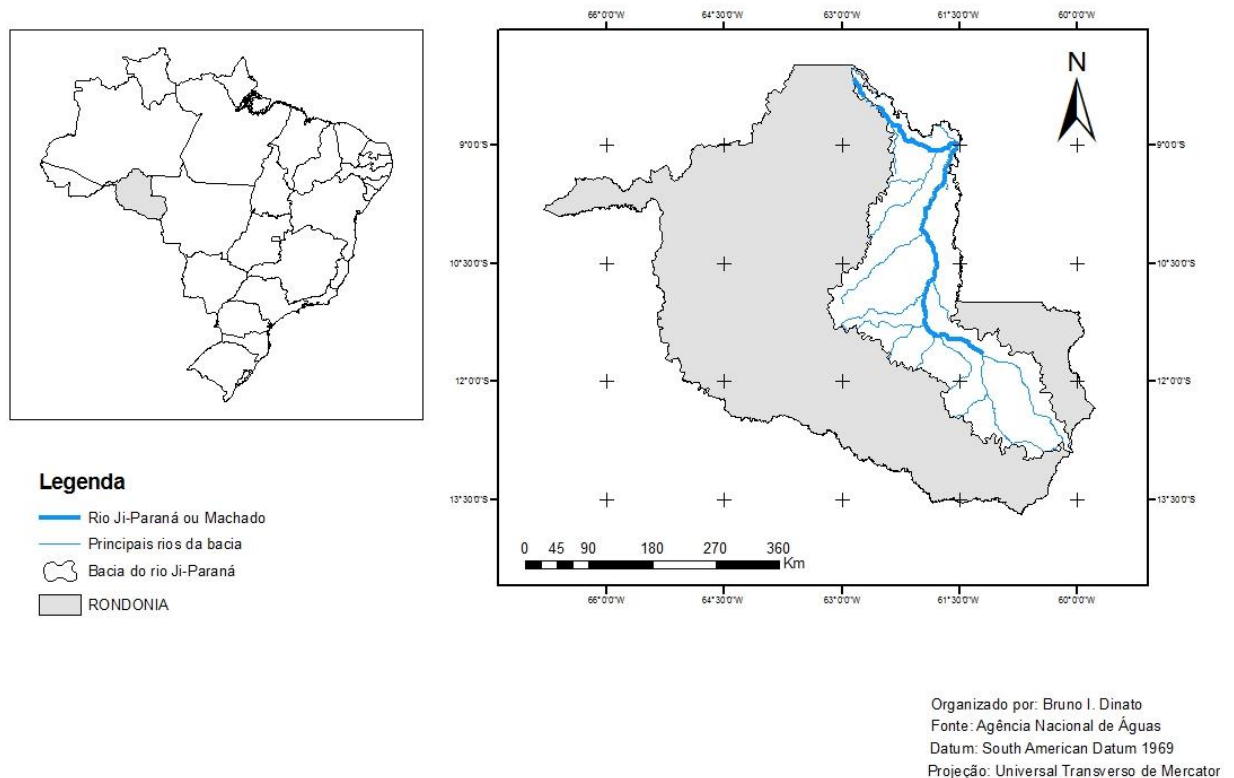 66°0'0"W 64°30'0"W 63°0'0"W 61°30'0"W 60°0'0"W
N
9°0'0"S 9°0'0"S
10°30'0"S 10°30'0"S
12°0'0"S 12°0'0"S
13°30'0"S 13°30'0"S
0 45 90 180 270 360
Km
66°0'0"W 64°30'0"W 63°0'0"W 61°30'0"W 60°0'0"W
Legenda
Rio Ji-Paraná ou Machado
Principais rios da bacia
Bacia do rio Ji-Paraná
RONDONIA
Organizado por: Bruno I. Dinato
Fonte: Agência Nacional de Águas
Datum: South American Datum 1969
Projeção: Universal Transverso de Mercator